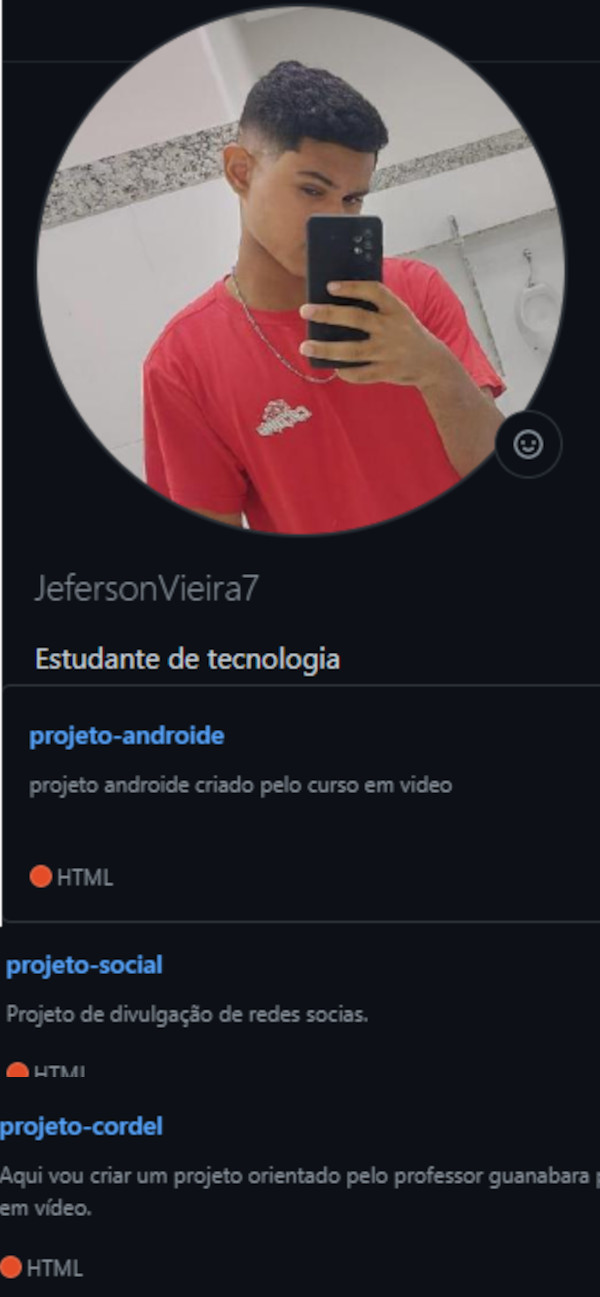 JefersonVieira7
Estudante de tecnologia
projeto-androide
projeto androide criado pelo curso em video
HTML
projeto-social
Projeto de divulgação de redes socias.
HTML
projeto-cordel
Aqui vou criar um projeto orientado pelo professor guanabara
em vídeo.
HTML